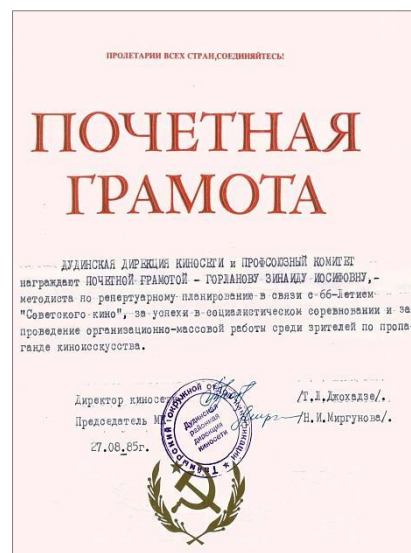 ПРОЛЕТАРИИ ВСЕХ СТРАН,СОЕДИНЯЙТЕСЬ!
ПОЧЕТНАЯ
ГРАМОТА
ДУДИНСКАЯ ДИРЕКЦИЯ КИНОСЕТИ и ПРОФСОЮЗНЫЙ КОМИТЕТ
награждает ПОЧЕТНОЙ ГРАМОТОЙ - ГОРЛАНОВУ ЗИНАИДУ ИОСИФОВНУ,-
методиста по репертуарному планированию в связи с 66-Летием
"Советского кино", за успехи в социалистическом соревновании и за
проведение организационно-массовой работы среди зрителей по пропа-
ганде киноисскусства.
Директор киносети /Т.Л.Джохадзе/.
Председатель МК /Н.И.Миргунова/.
27.08.85г.
Дудинская
районная
дирекция
киносети